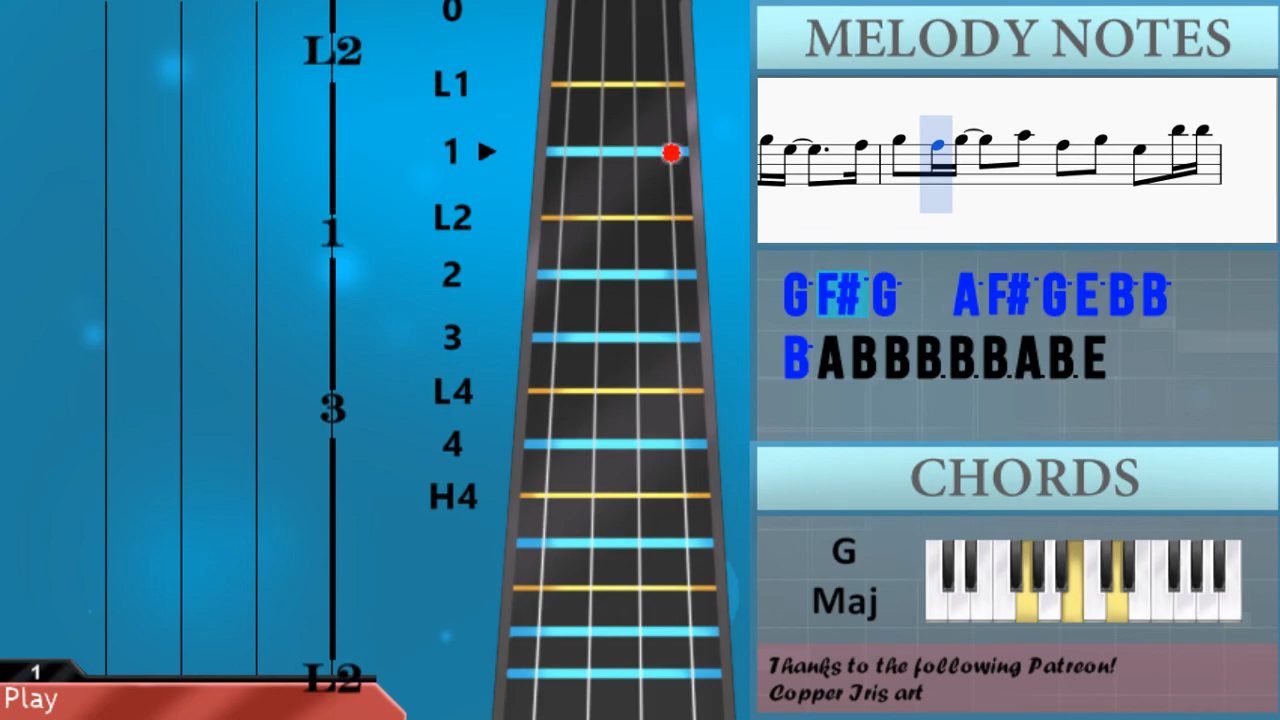 0
L2
L1
1
L2
1
2
3
L4
3
4
H4
L2
1
Play
MELODY NOTES
G F# G A F# G E B B
B A B B B B B A B E
CHORDS
G
Maj
Thanks to the following Patreon!
Copper Iris art